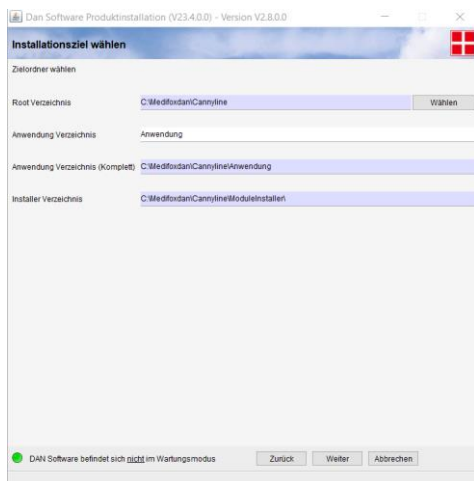 Dan Software Produktinstallation (V23.4.0.0) - Version V2.8.0.0
Installationsziel wählen
Zielordner wählen
Root Verzeichnis C:\Medifoxdan\Cannyline Wählen
Anwendung Verzeichnis Anwendung
Anwendung Verzeichnis (Komplett) C:\Medifoxdan\Cannyline\Anwendung
Installer Verzeichnis C:\Medifoxdan\Cannyline\ModuleInstaller\
DAN Software befindet sich nicht im Wartungsmodus Zurück Weiter Abbrechen